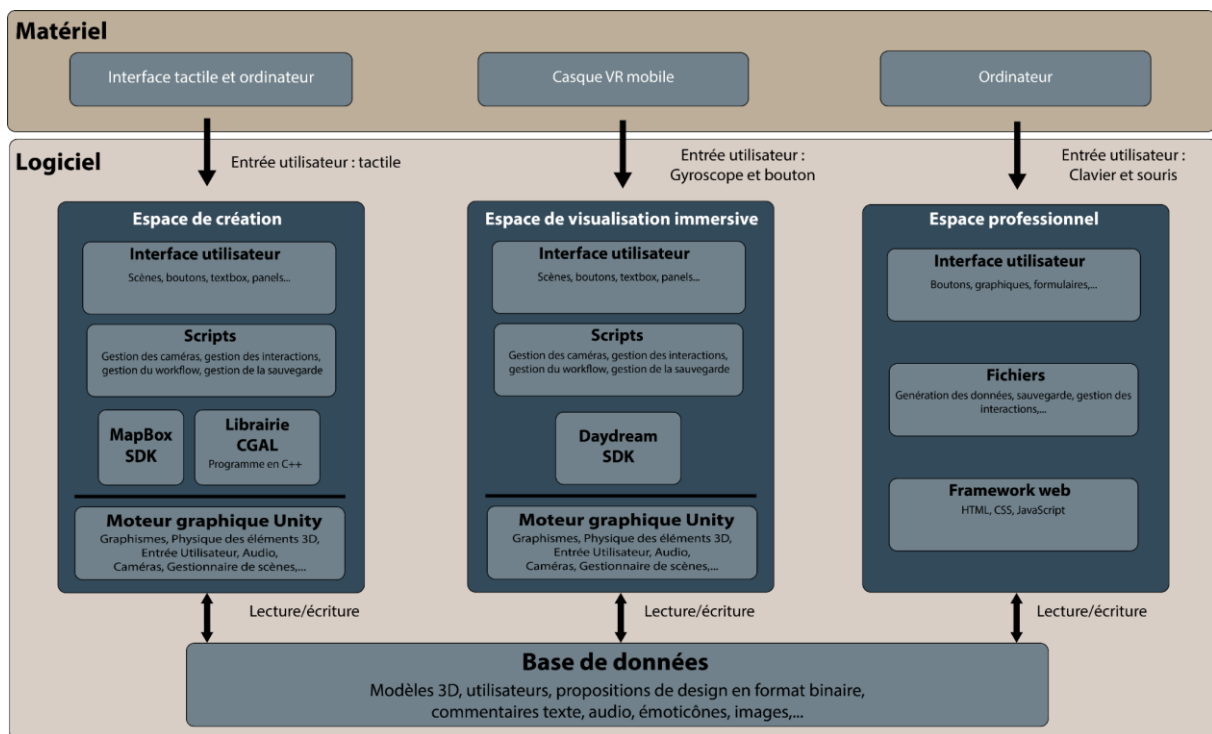 Matériel
Interface tactile et ordinateur
Casque VR mobile
Ordinateur
Logiciel
Entrée utilisateur : tactile
Entrée utilisateur :
Gyroscope et bouton
Entrée utilisateur :
Clavier et souris
Espace de création
Interface utilisateur
Scènes, boutons, textbox, panels...
Scripts
Gestion des caméras, gestion des interactions,
gestion du workflow, gestion de la sauvegarde
MapBox
SDK
Librairie
CGAL
Programme en C++
Moteur graphique Unity
Graphismes, Physique des éléments 3D,
Entrée Utilisateur, Audio,
Caméras, Gestionnaire de scènes,...
Espace de visualisation immersive
Interface utilisateur
Scènes, boutons, textbox, panels...
Scripts
Gestion des caméras, gestion des interactions,
gestion du workflow, gestion de la sauvegarde
Daydream
SDK
Moteur graphique Unity
Graphismes, Physique des éléments 3D,
Entrée Utilisateur, Audio,
Caméras, Gestionnaire de scènes,...
Espace professionnel
Interface utilisateur
Boutons, graphiques, formulaires,...
Fichiers
Genération des données, sauvegarde, gestion des
interactions,...
Framework web
HTML, CSS, JavaScript
Lecture/écriture
Lecture/écriture
Lecture/écriture
Base de données
Modèles 3D, utilisateurs, propositions de design en format binaire,
commentaires texte, audio, émoticônes, images,...